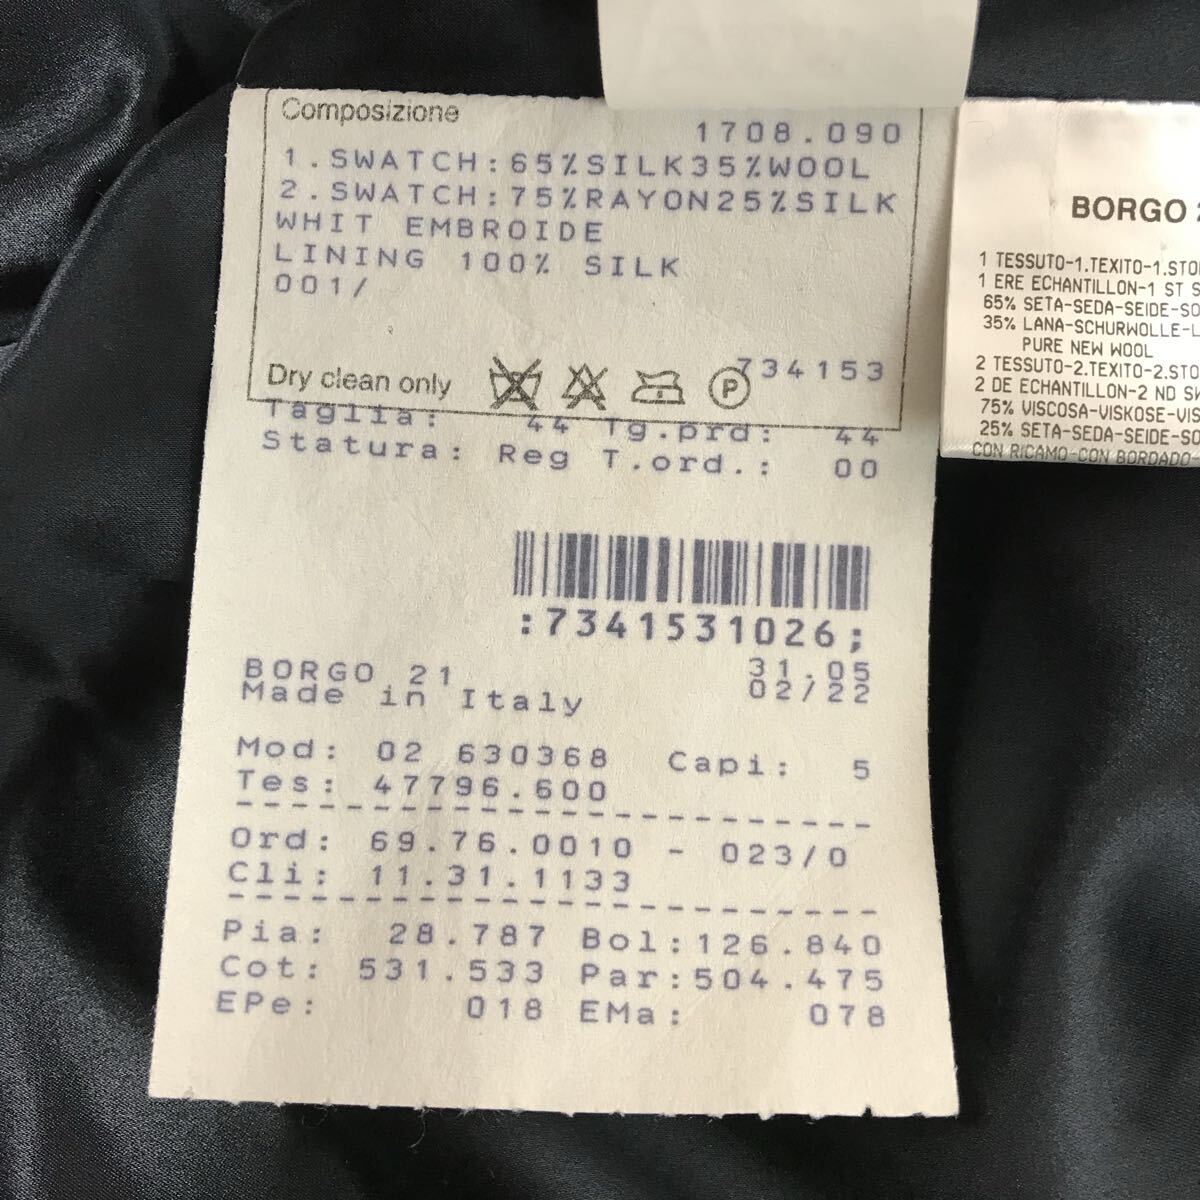 Composizione
1708.090
1.SWATCH:65%SILK35%WOOL
2.SWATCH:75%RAYON25%SILK
WHIT EMBROIDE
LINING 100% SILK
001/
734153
Dry clean only
P
Taglia: 44 Tg.prd: 44
Statura: Reg T.ord.: 00
:7341531026;
BORGO 21 31.05
Made in Italy 02/22
Mod: 02 630368 Capi: 5
Tes: 47796.600
Ord: 69.76.0010 - 023/0
Cli: 11.31.1133
Pia: 28.787 Bol:126.840
Cot: 531.533 Par:504.475
EPe: 018 EMa: 078
BORGO
1 TESSUTO-1.TEXITO-1.STO
1 ERE ECHANTILLON-1 ST S
65% SETA-SEDA-SEIDE-SO
35% LANA-SCHURWOLLE-L
PURE NEW WOOL
2 TESSUTO-2.TEXITO-2.STO
2 DE ECHANTILLON-2 ND SW
75% VISCOSA-VISKOSE-VIS
25% SETA-SEDA-SEIDE-SO
CON RICAMO-CON BORDADO-